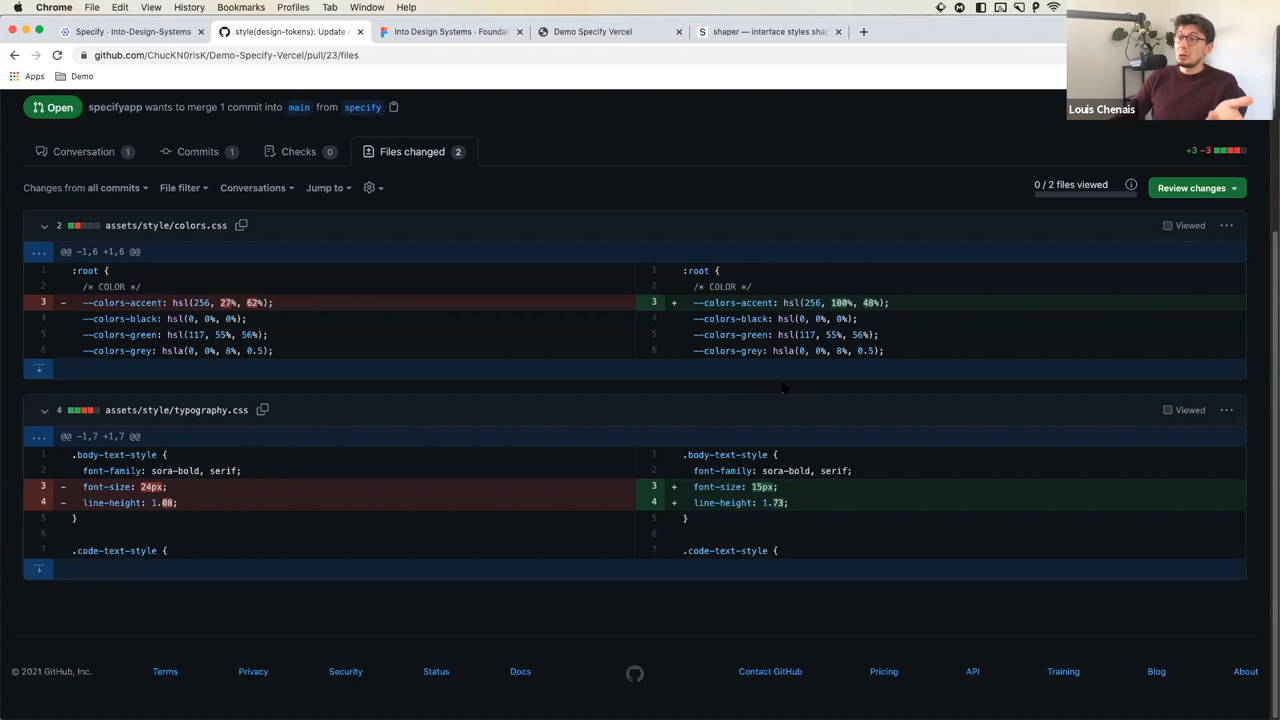 Chrome File Edit View History Bookmarks Profiles Tab Window Help
Specify · Into-Design-Systems
style(design-tokens): Update
Into Design Systems · Founda
Demo Specify Vercel
shaper — interface styles sha
github.com/ChucKN0risK/Demo-Specify-Vercel/pull/23/files
Apps Demo
Louis Chenais
Open specifyapp wants to merge 1 commit into main from specify
Conversation 1 Commits 1 Checks 0 Files changed 2
+3 −3
Changes from all commits File filter Conversations Jump to
0 / 2 files viewed Review changes
2 assets/style/colors.css Viewed
@@ -1,6 +1,6 @@
1 :root { 1 :root {
2 /* COLOR */ 2 /* COLOR */
3 - --colors-accent: hsl(256, 27%, 62%); 3 + --colors-accent: hsl(256, 100%, 48%);
4 --colors-black: hsl(0, 0%, 0%); 4 --colors-black: hsl(0, 0%, 0%);
5 --colors-green: hsl(117, 55%, 56%); 5 --colors-green: hsl(117, 55%, 56%);
6 --colors-grey: hsla(0, 0%, 8%, 0.5); 6 --colors-grey: hsla(0, 0%, 8%, 0.5);
4 assets/style/typography.css Viewed
@@ -1,7 +1,7 @@
1 .body-text-style { 1 .body-text-style {
2 font-family: sora-bold, serif; 2 font-family: sora-bold, serif;
3 - font-size: 24px; 3 + font-size: 15px;
4 - line-height: 1.08; 4 + line-height: 1.73;
5 } 5 }
6 6
7 .code-text-style { 7 .code-text-style {
© 2021 GitHub, Inc. Terms Privacy Security Status Docs Contact GitHub Pricing API Training Blog About